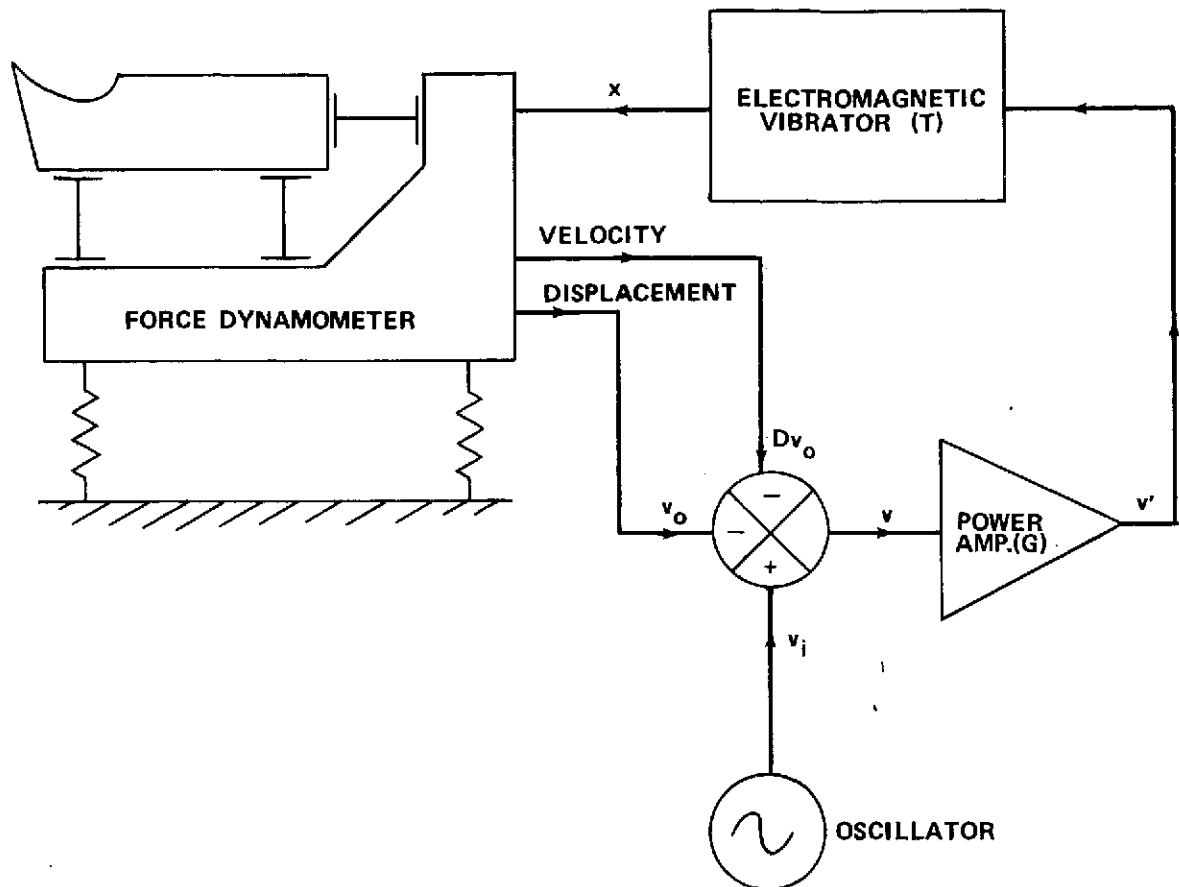 x
ELECTROMAGNETIC
VIBRATOR (T)
VELOCITY
DISPLACEMENT
FORCE DYNAMOMETER
Dv₀
v₀
−
−
+
v
POWER
AMP.(G)
v'
vᵢ
OSCILLATOR